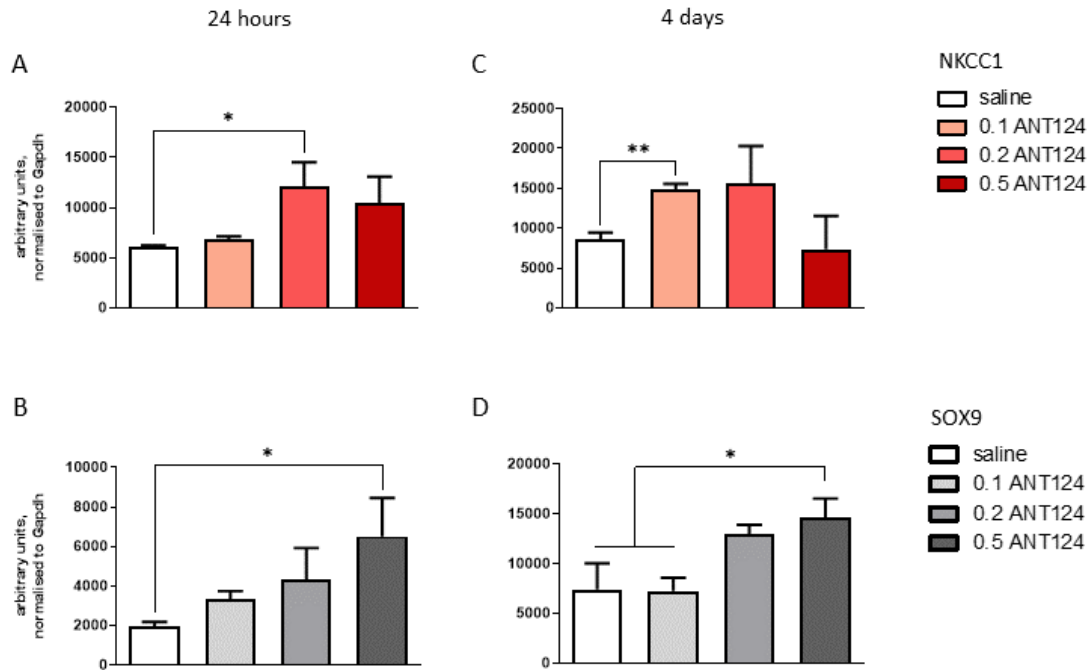 24 hours
4 days
A
arbitrary units,
normalised to Gapdh
20000
15000
10000
5000
0
*
C
25000
20000
15000
10000
5000
0
**
NKCC1
saline
0.1 ANT124
0.2 ANT124
0.5 ANT124
B
arbitrary units,
normalised to Gapdh
10000
8000
6000
4000
2000
0
*
D
20000
15000
10000
5000
0
*
SOX9
saline
0.1 ANT124
0.2 ANT124
0.5 ANT124